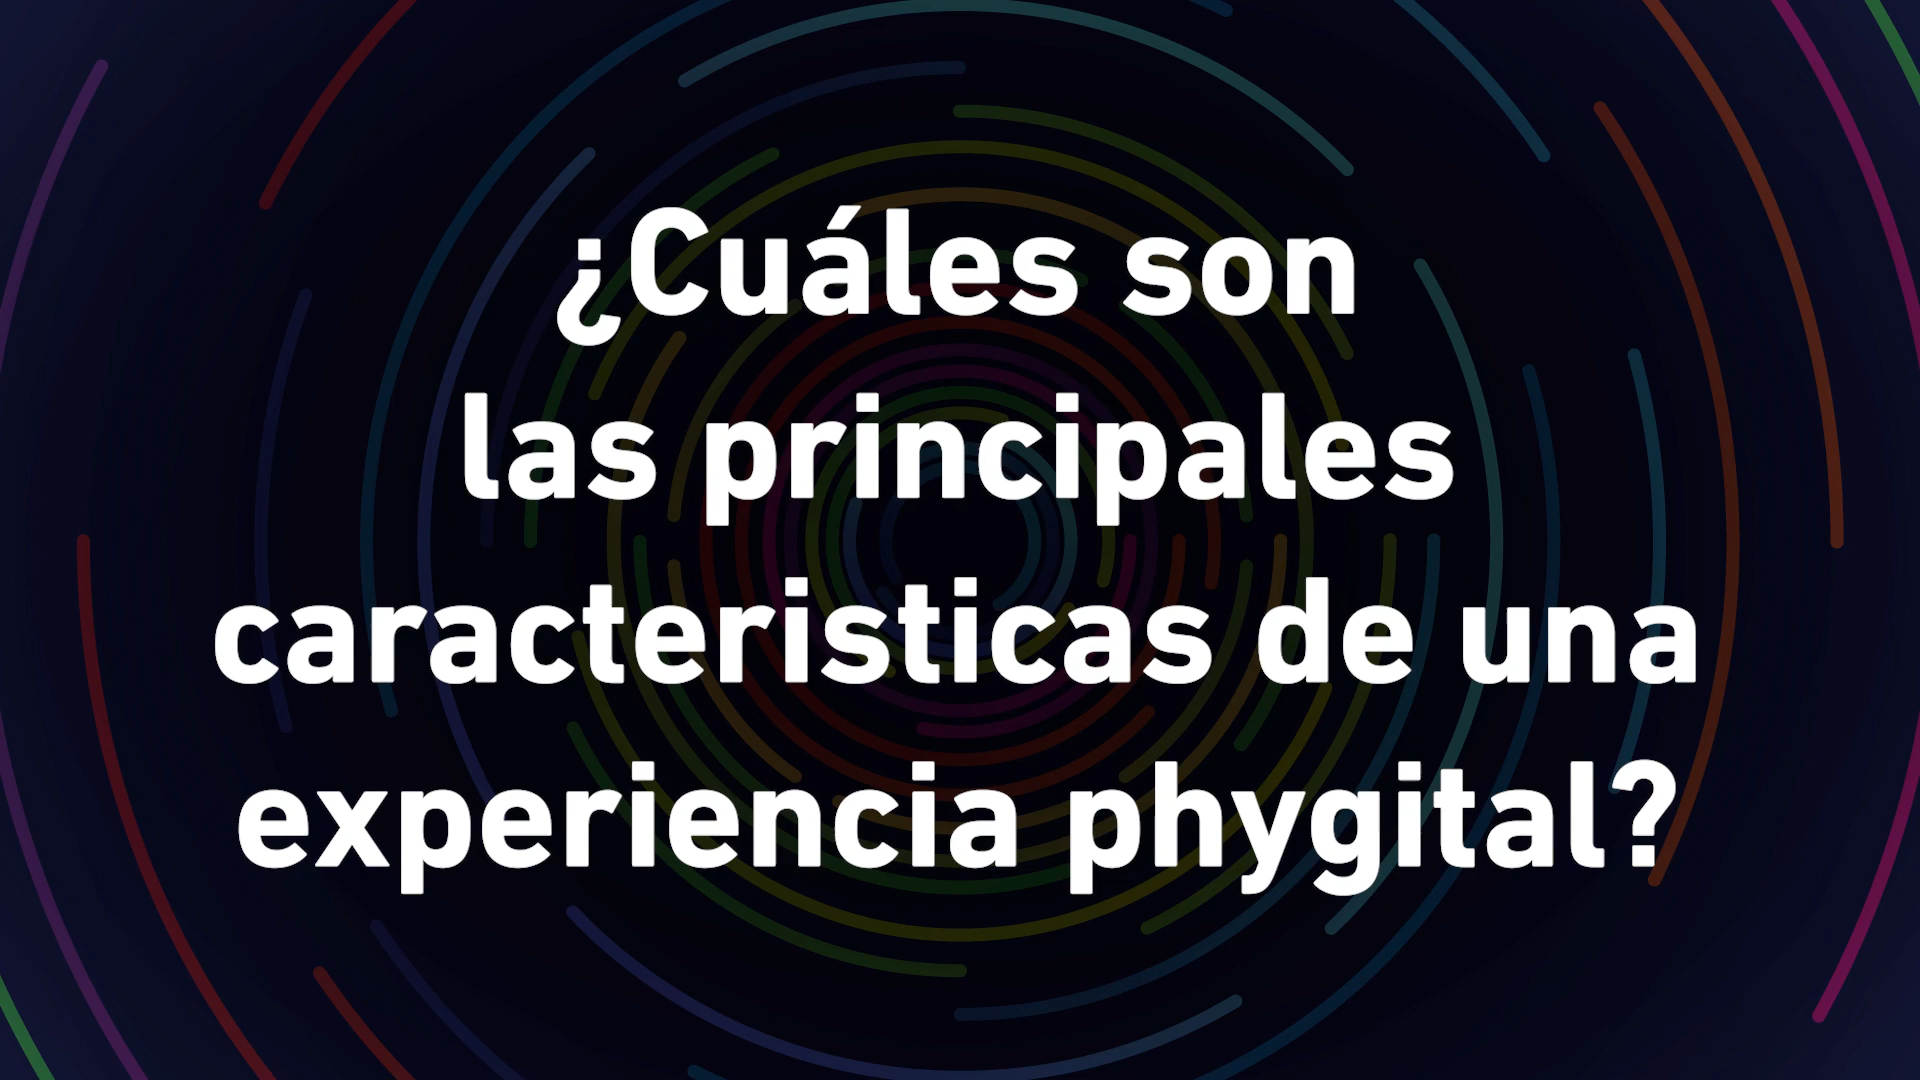 ¿Cuáles son
las principales
caracteristicas de una
experiencia phygital?